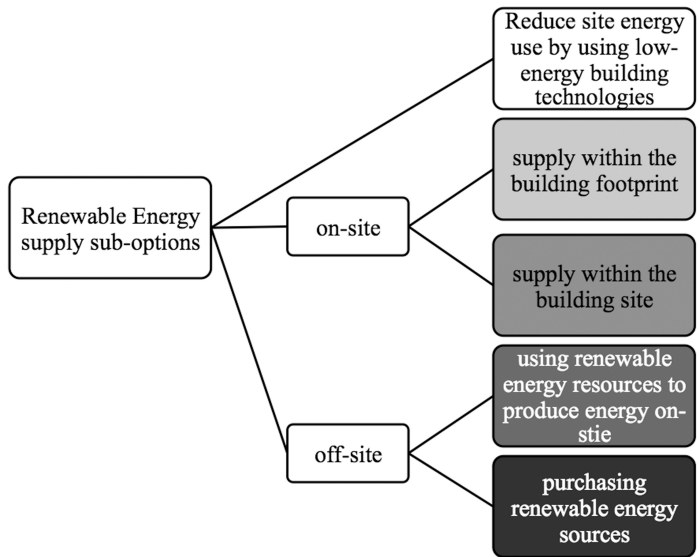 Reduce site energy
use by using low-
energy building
technologies
supply within the
building footprint
Renewable Energy
supply sub-options
on-site
supply within the
building site
using renewable
energy resources to
produce energy on-
stie
off-site
purchasing
renewable energy
sources